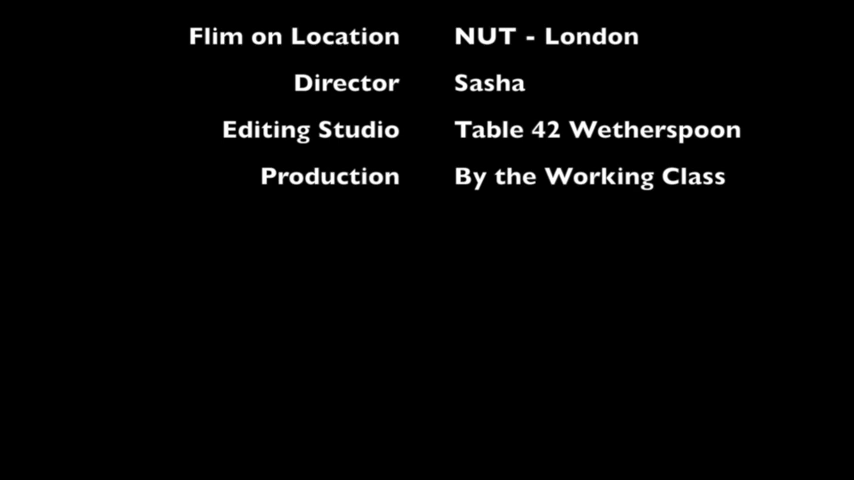 Flim on Location NUT - London
Director Sasha
Editing Studio Table 42 Wetherspoon
Production By the Working Class